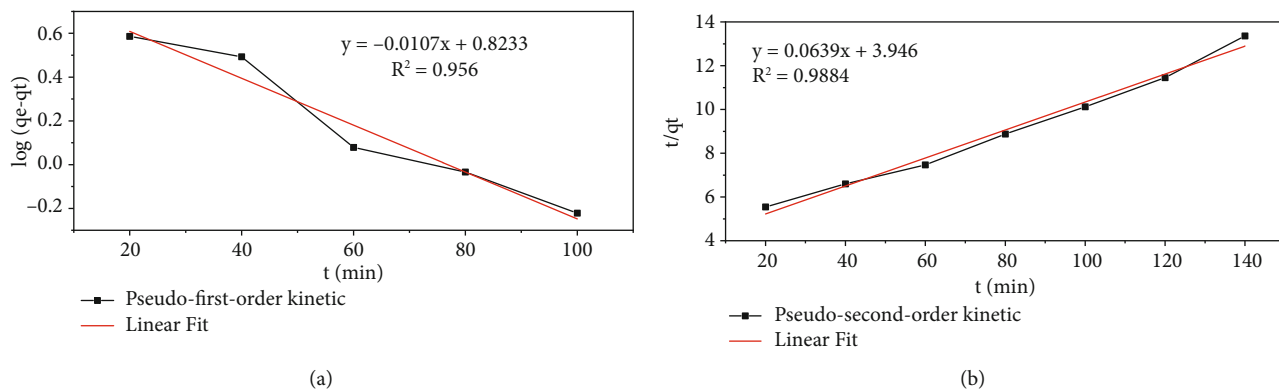 y = –0.0107x + 0.8233
R² = 0.956
log (qe-qt)
0.6
0.4
0.2
0.0
–0.2
20 40 60 80 100
t (min)
Pseudo-first-order kinetic
Linear Fit
(a)
y = 0.0639x + 3.946
R² = 0.9884
t/qt
14
12
10
8
6
4
20 40 60 80 100 120 140
t (min)
Pseudo-second-order kinetic
Linear Fit
(b)